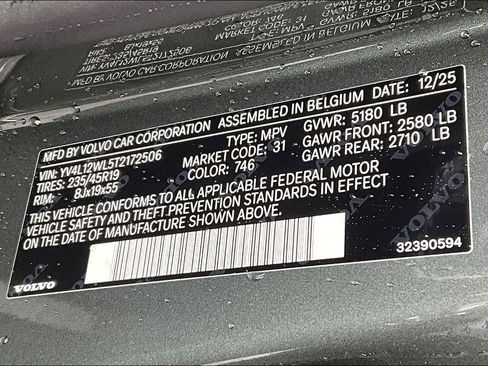 MFD BY VOLVO CAR CORPORATION ASSEMBLED IN BELGIUM DATE: 12/25
VIN: YV4L12WL5T2172506 TYPE: MPV GVWR: 5180 LB
TIRES: 235/45R19 MARKET CODE: 31 GAWR FRONT: 2580 LB
RIM: 8Jx19x55 COLOR: 746 GAWR REAR: 2710 LB
THIS VEHICLE CONFORMS TO ALL APPLICABLE FEDERAL MOTOR
VEHICLE SAFETY AND THEFT PREVENTION STANDARDS IN EFFECT
ON THE DATE OF MANUFACTURE SHOWN ABOVE.
32390594
VOLVO